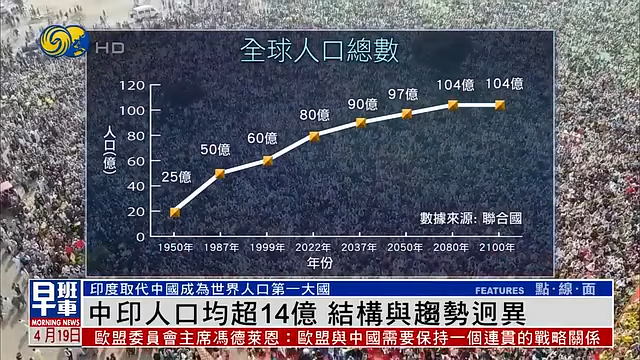 HD
全球人口總數
人口(億)
120
100
80
60
40
20
0
25億
50億
60億
80億
90億
97億
104億
104億
數據來源: 聯合國
1950年 1987年 1999年 2022年 2037年 2050年 2080年 2100年
年份
印度取代中國成為世界人口第一大國
FEATURES 點·線·面
早班車
MORNING NEWS
中印人口均超14億 結構與趨勢迥異
4月19日
歐盟委員會主席馮德萊恩：歐盟與中國需要保持一個連貫的戰略關係